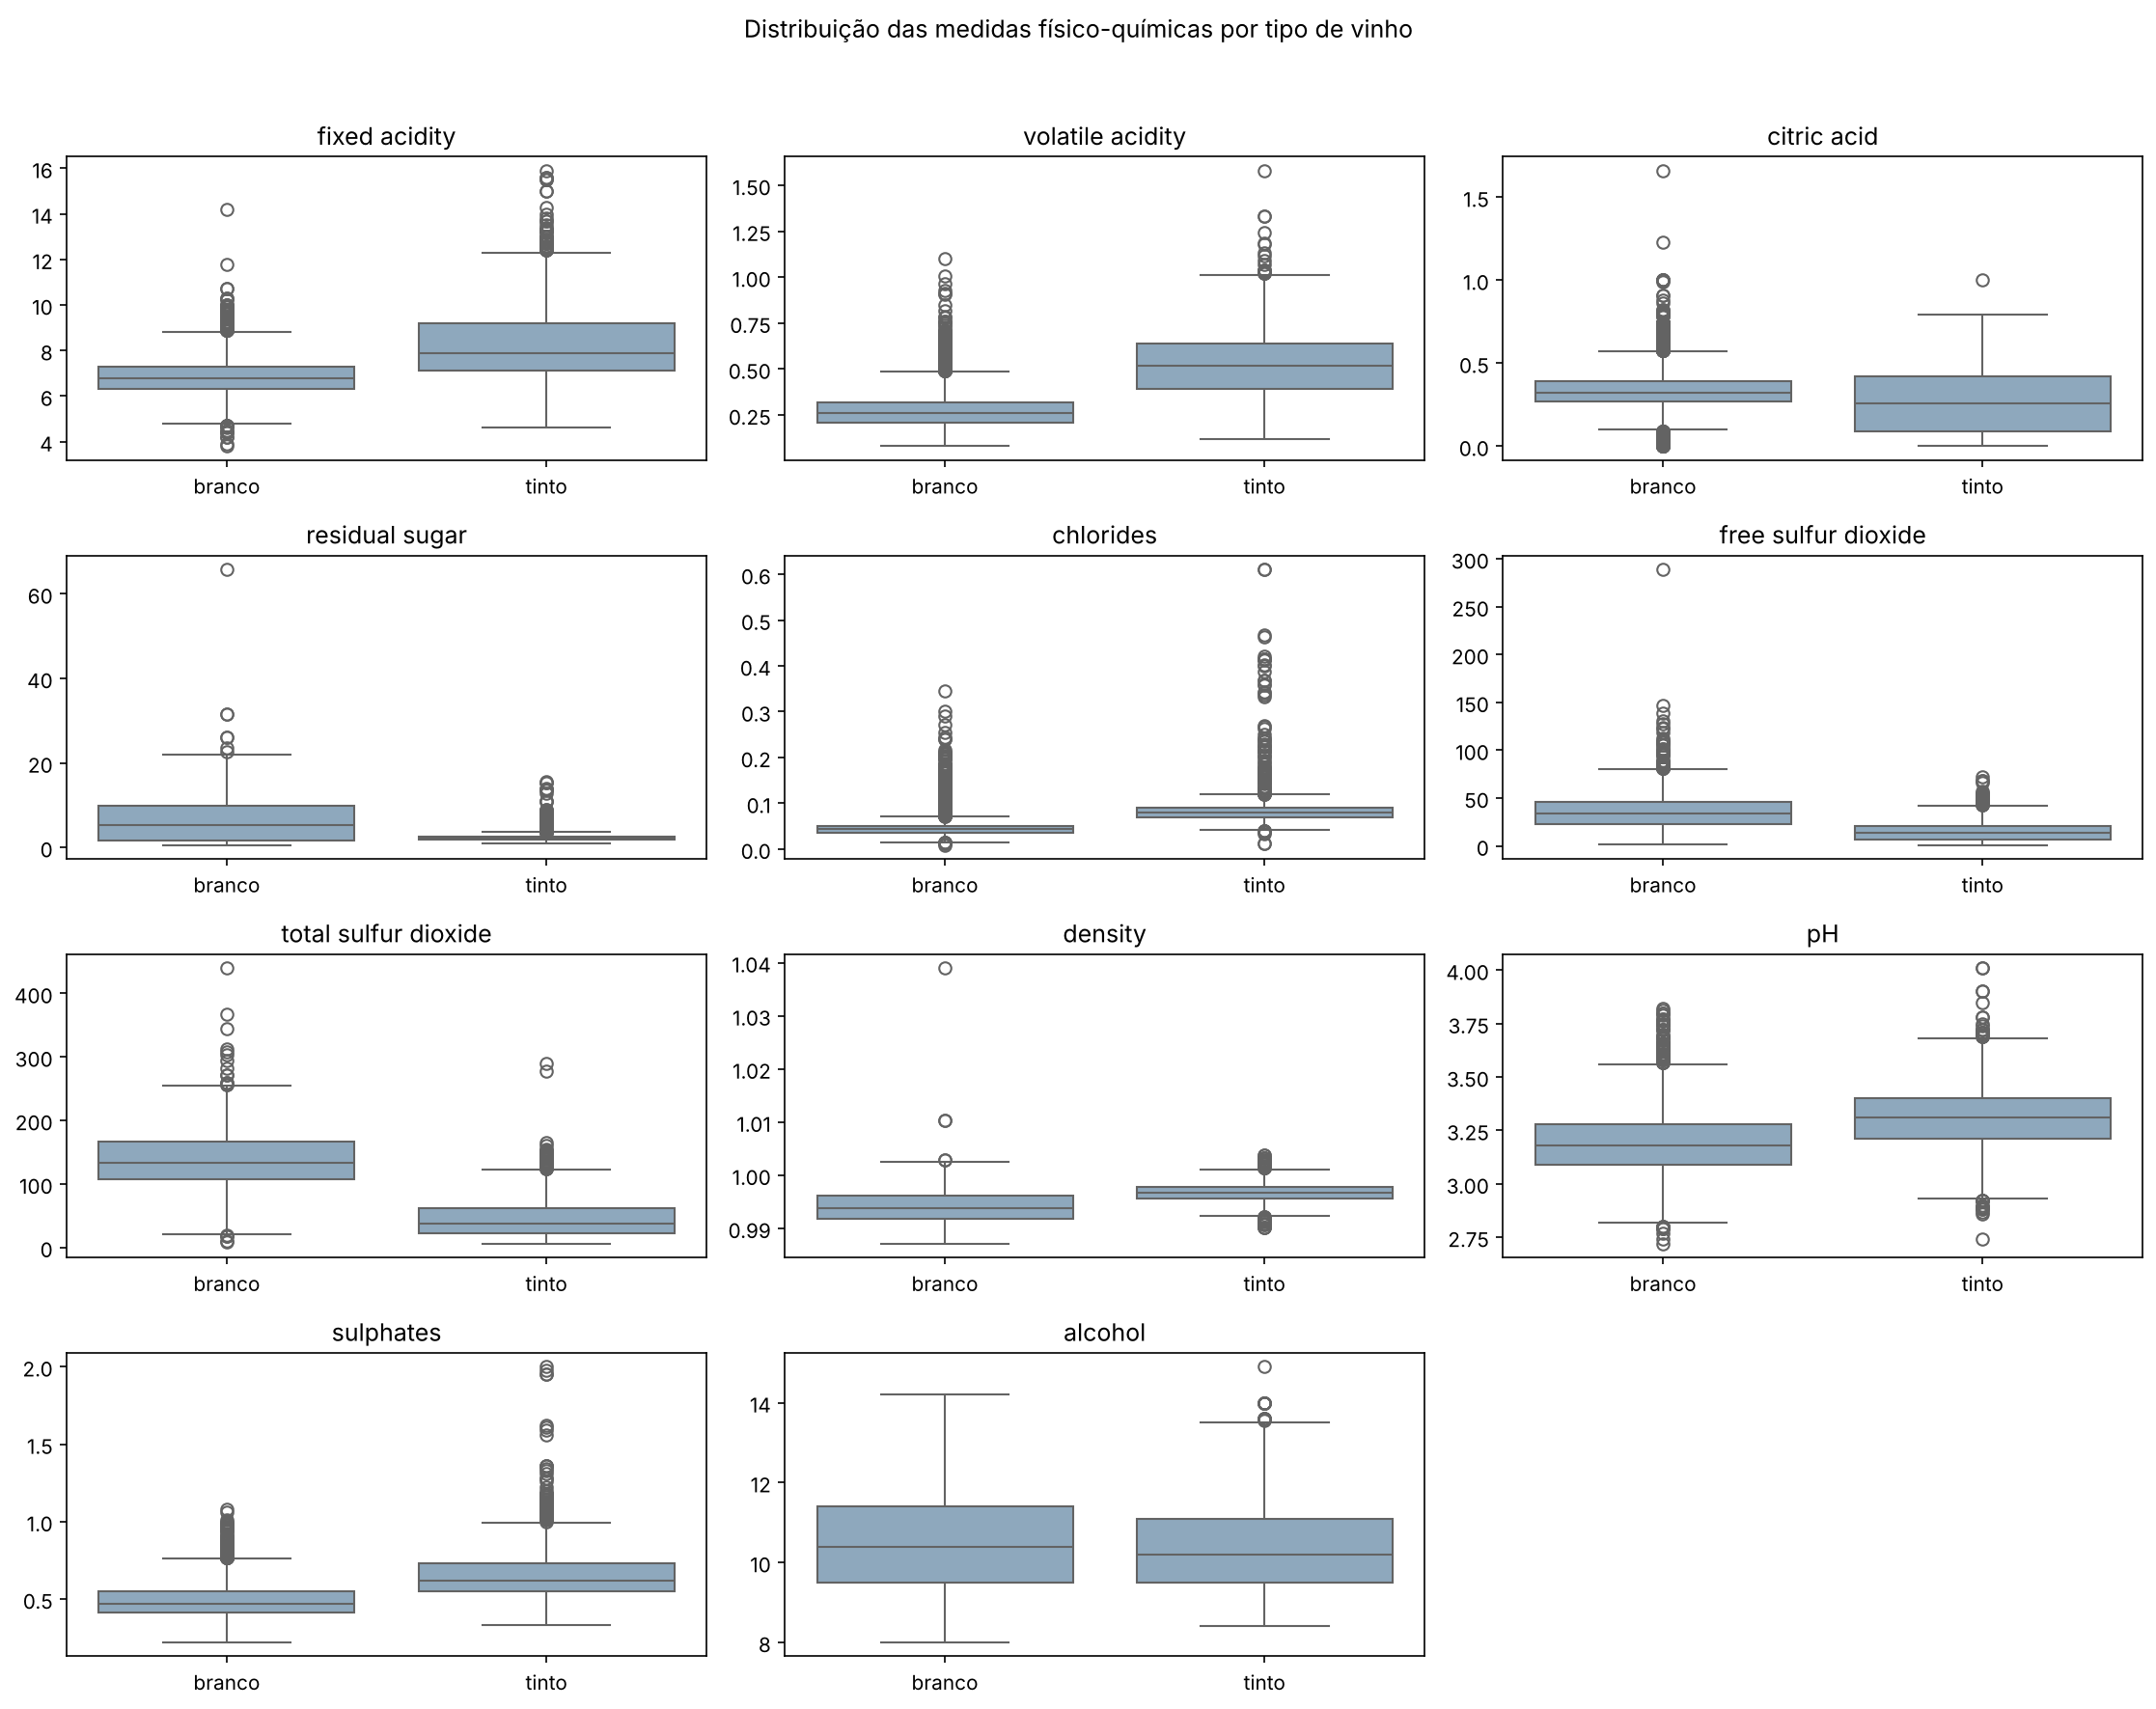 Distribuição das medidas físico-químicas por tipo de vinho
fixed acidity
16
14
12
10
8
6
4
branco
tinto
volatile acidity
1.50
1.25
1.00
0.75
0.50
0.25
branco
tinto
citric acid
1.5
1.0
0.5
0.0
branco
tinto
residual sugar
60
40
20
0
branco
tinto
chlorides
0.6
0.5
0.4
0.3
0.2
0.1
0.0
branco
tinto
free sulfur dioxide
300
250
200
150
100
50
0
branco
tinto
total sulfur dioxide
400
300
200
100
0
branco
tinto
density
1.04
1.03
1.02
1.01
1.00
0.99
branco
tinto
pH
4.00
3.75
3.50
3.25
3.00
2.75
branco
tinto
sulphates
2.0
1.5
1.0
0.5
branco
tinto
alcohol
14
12
10
8
branco
tinto